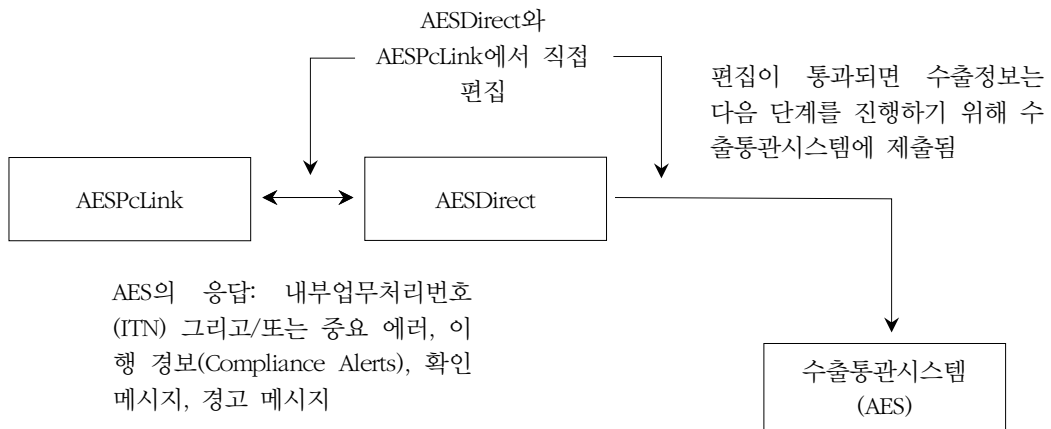 AESDirect와
AESPcLink에서 직접
편집
편집이 통과되면 수출정보는
다음 단계를 진행하기 위해 수
출통관시스템에 제출됨
AESPcLink
AESDirect
AES의 응답: 내부업무처리번호
(ITN) 그리고/또는 중요 에러, 이
행 경보(Compliance Alerts), 확인
메시지, 경고 메시지
수출통관시스템
(AES)